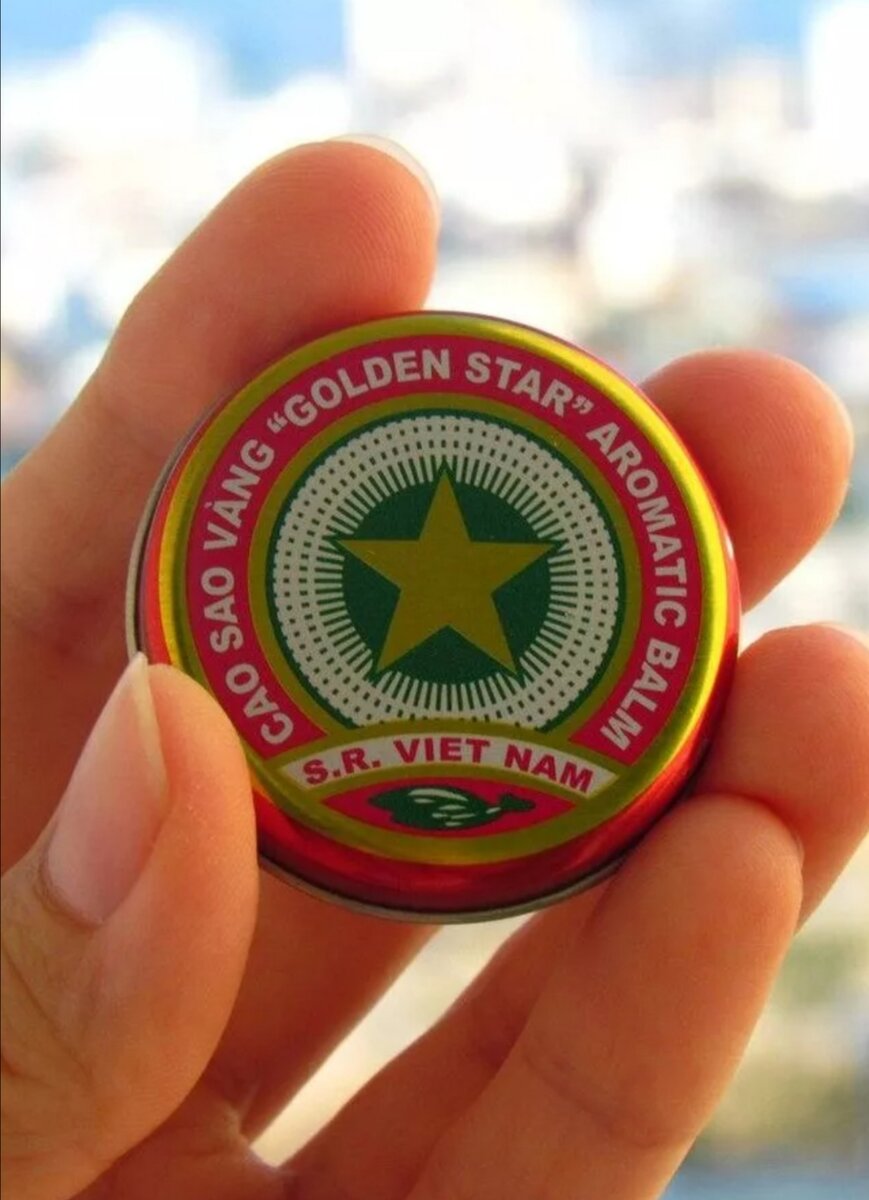 CAO SAO VÀNG “GOLDEN STAR” AROMATIC BALM
S.R. VIET NAM